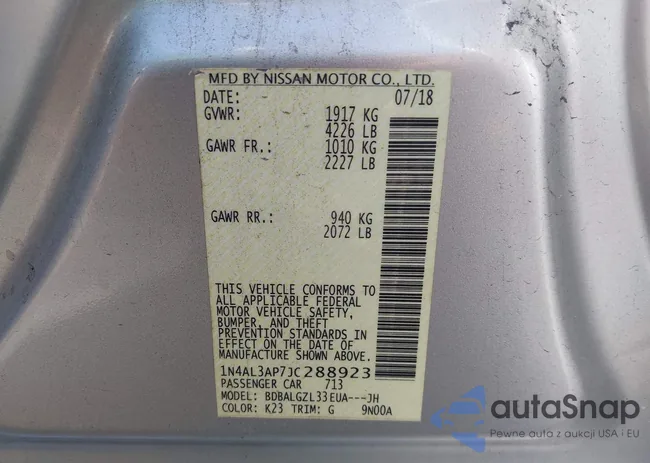 MFD BY NISSAN MOTOR CO., LTD.
DATE: 07/18
GVWR: 1917 KG
4226 LB
GAWR FR.: 1010 KG
2227 LB
GAWR RR.: 940 KG
2072 LB
THIS VEHICLE CONFORMS TO
ALL APPLICABLE FEDERAL
MOTOR VEHICLE SAFETY,
BUMPER, AND THEFT
PREVENTION STANDARDS IN
EFFECT ON THE DATE OF
MANUFACTURE SHOWN ABOVE.
1N4AL3AP7JC288923
PASSENGER CAR 713
MODEL: BDBALGZL33EUA---JH
COLOR: K23 TRIM: G 9N00A
autoSnap
Pewne auta z aukcji USA i EU